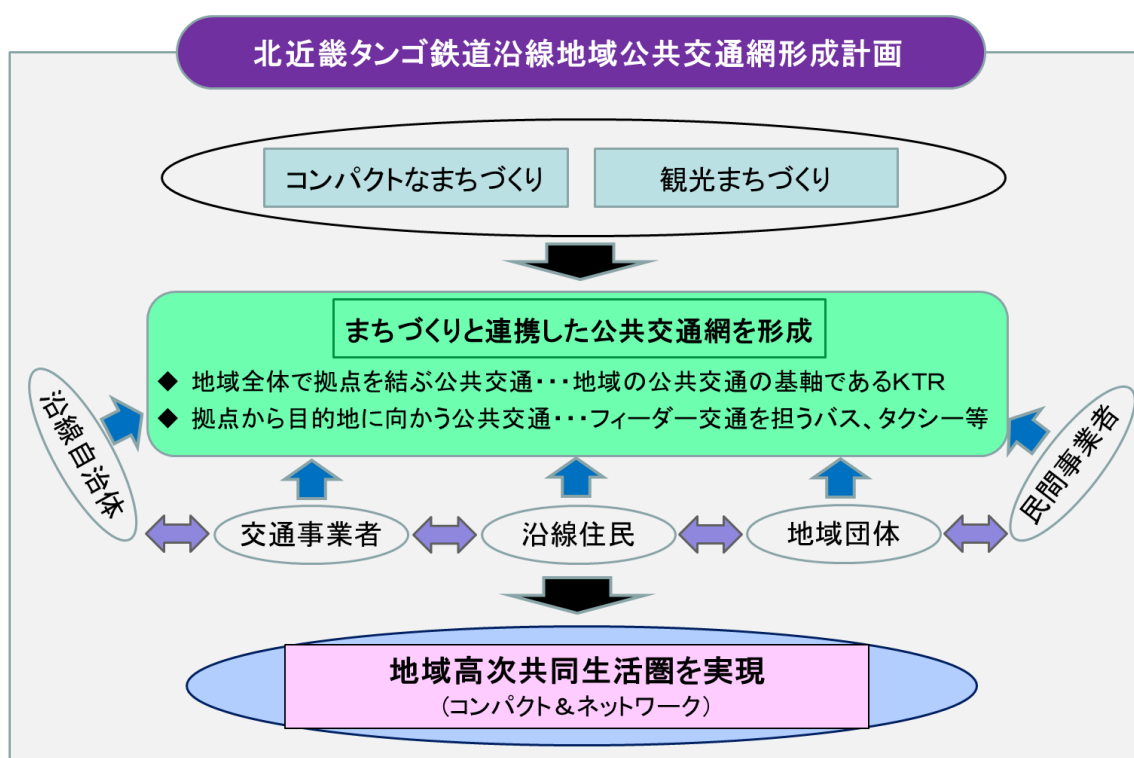 北近畿タンゴ鉄道沿線地域公共交通網形成計画
コンパクトなまちづくり
観光まちづくり
まちづくりと連携した公共交通網を形成
◆ 地域全体で拠点を結ぶ公共交通・・・地域の公共交通の基軸であるKTR
◆ 拠点から目的地に向かう公共交通・・・フィーダー交通を担うバス、タクシー等
沿線自治体
交通事業者
沿線住民
地域団体
民間事業者
地域高次共同生活圏を実現
(コンパクト&ネットワーク)